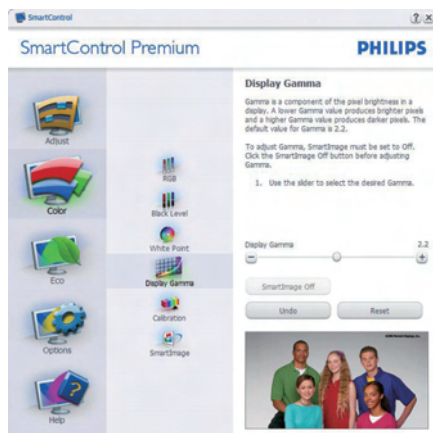 SmartControl
SmartControl Premium
PHILIPS
Adjust
Color
Eco
Options
Help
RGB
Black Level
White Point
Display Gamma
Calibration
SmartImage
Display Gamma
Gamma is a component of the pixel brightness in a
display. A lower Gamma value produces brighter pixels
and a higher Gamma value produces darker pixels. The
default value for Gamma is 2.2.
To adjust Gamma, SmartImage must be set to Off.
Click the SmartImage Off button before adjusting
Gamma.
1. Use the slider to select the desired Gamma.
Display Gamma 2.2
SmartImage Off
Undo Reset